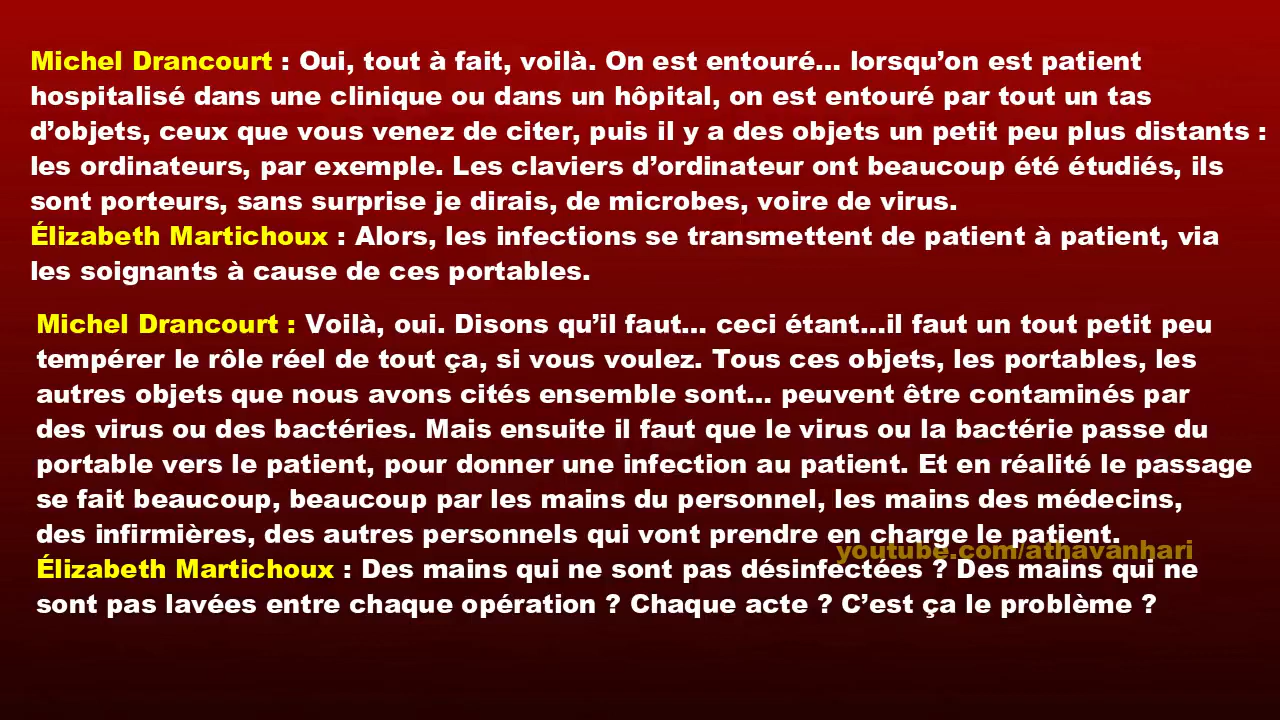 Michel Drancourt : Oui, tout à fait, voilà. On est entouré... lorsqu’on est patient
hospitalisé dans une clinique ou dans un hôpital, on est entouré par tout un tas
d’objets, ceux que vous venez de citer, puis il y a des objets un petit peu plus distants :
les ordinateurs, par exemple. Les claviers d’ordinateur ont beaucoup été étudiés, ils
sont porteurs, sans surprise je dirais, de microbes, voire de virus.
Élizabeth Martichoux : Alors, les infections se transmettent de patient à patient, via
les soignants à cause de ces portables.
Michel Drancourt : Voilà, oui. Disons qu’il faut... ceci étant...il faut un tout petit peu
tempérer le rôle réel de tout ça, si vous voulez. Tous ces objets, les portables, les
autres objets que nous avons cités ensemble sont... peuvent être contaminés par
des virus ou des bactéries. Mais ensuite il faut que le virus ou la bactérie passe du
portable vers le patient, pour donner une infection au patient. Et en réalité le passage
se fait beaucoup, beaucoup par les mains du personnel, les mains des médecins,
des infirmières, des autres personnels qui vont prendre en charge le patient.
youtube.com/athavanhari
Élizabeth Martichoux : Des mains qui ne sont pas désinfectées ? Des mains qui ne
sont pas lavées entre chaque opération ? Chaque acte ? C’est ça le problème ?